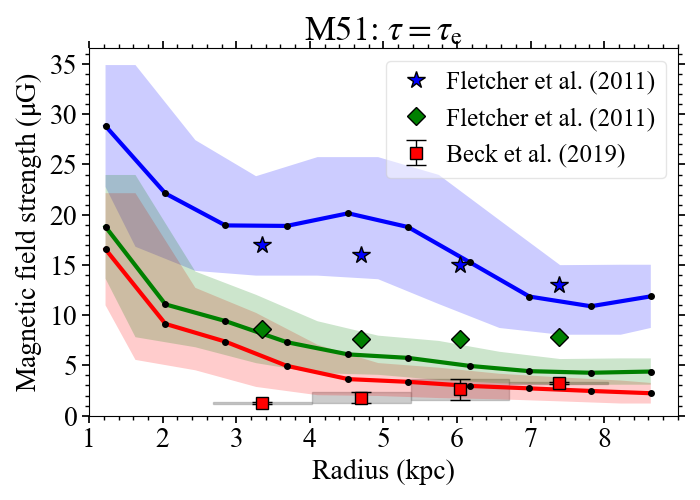 M51: τ = τₑ
Magnetic field strength (μG)
35
30
25
20
15
10
5
0
Fletcher et al. (2011)
Fletcher et al. (2011)
Beck et al. (2019)
1 2 3 4 5 6 7 8
Radius (kpc)